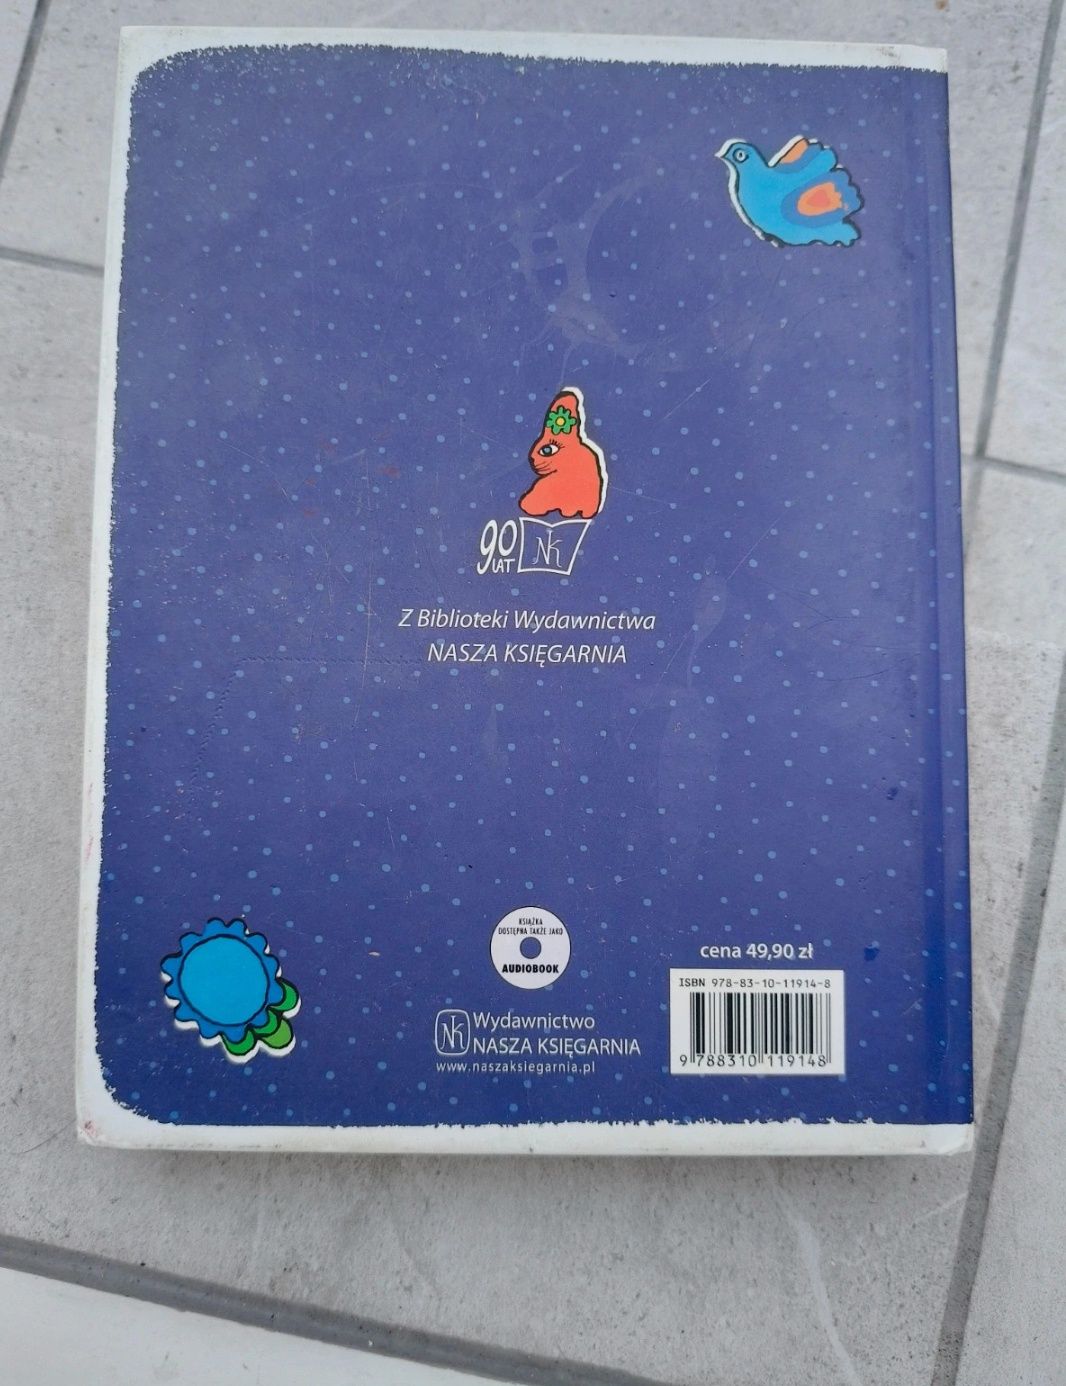 90
LAT
NK
Z Biblioteki Wydawnictwa
NASZA KSIĘGARNIA
KSIĄŻKA
DOSTĘPNA TAKŻE JAKO
AUDIOBOOK
NK
Wydawnictwo
NASZA KSIĘGARNIA
www.naszaksiegarnia.pl
cena 49,90 zł
ISBN 978-83-10-11914-8
9 788310 119148